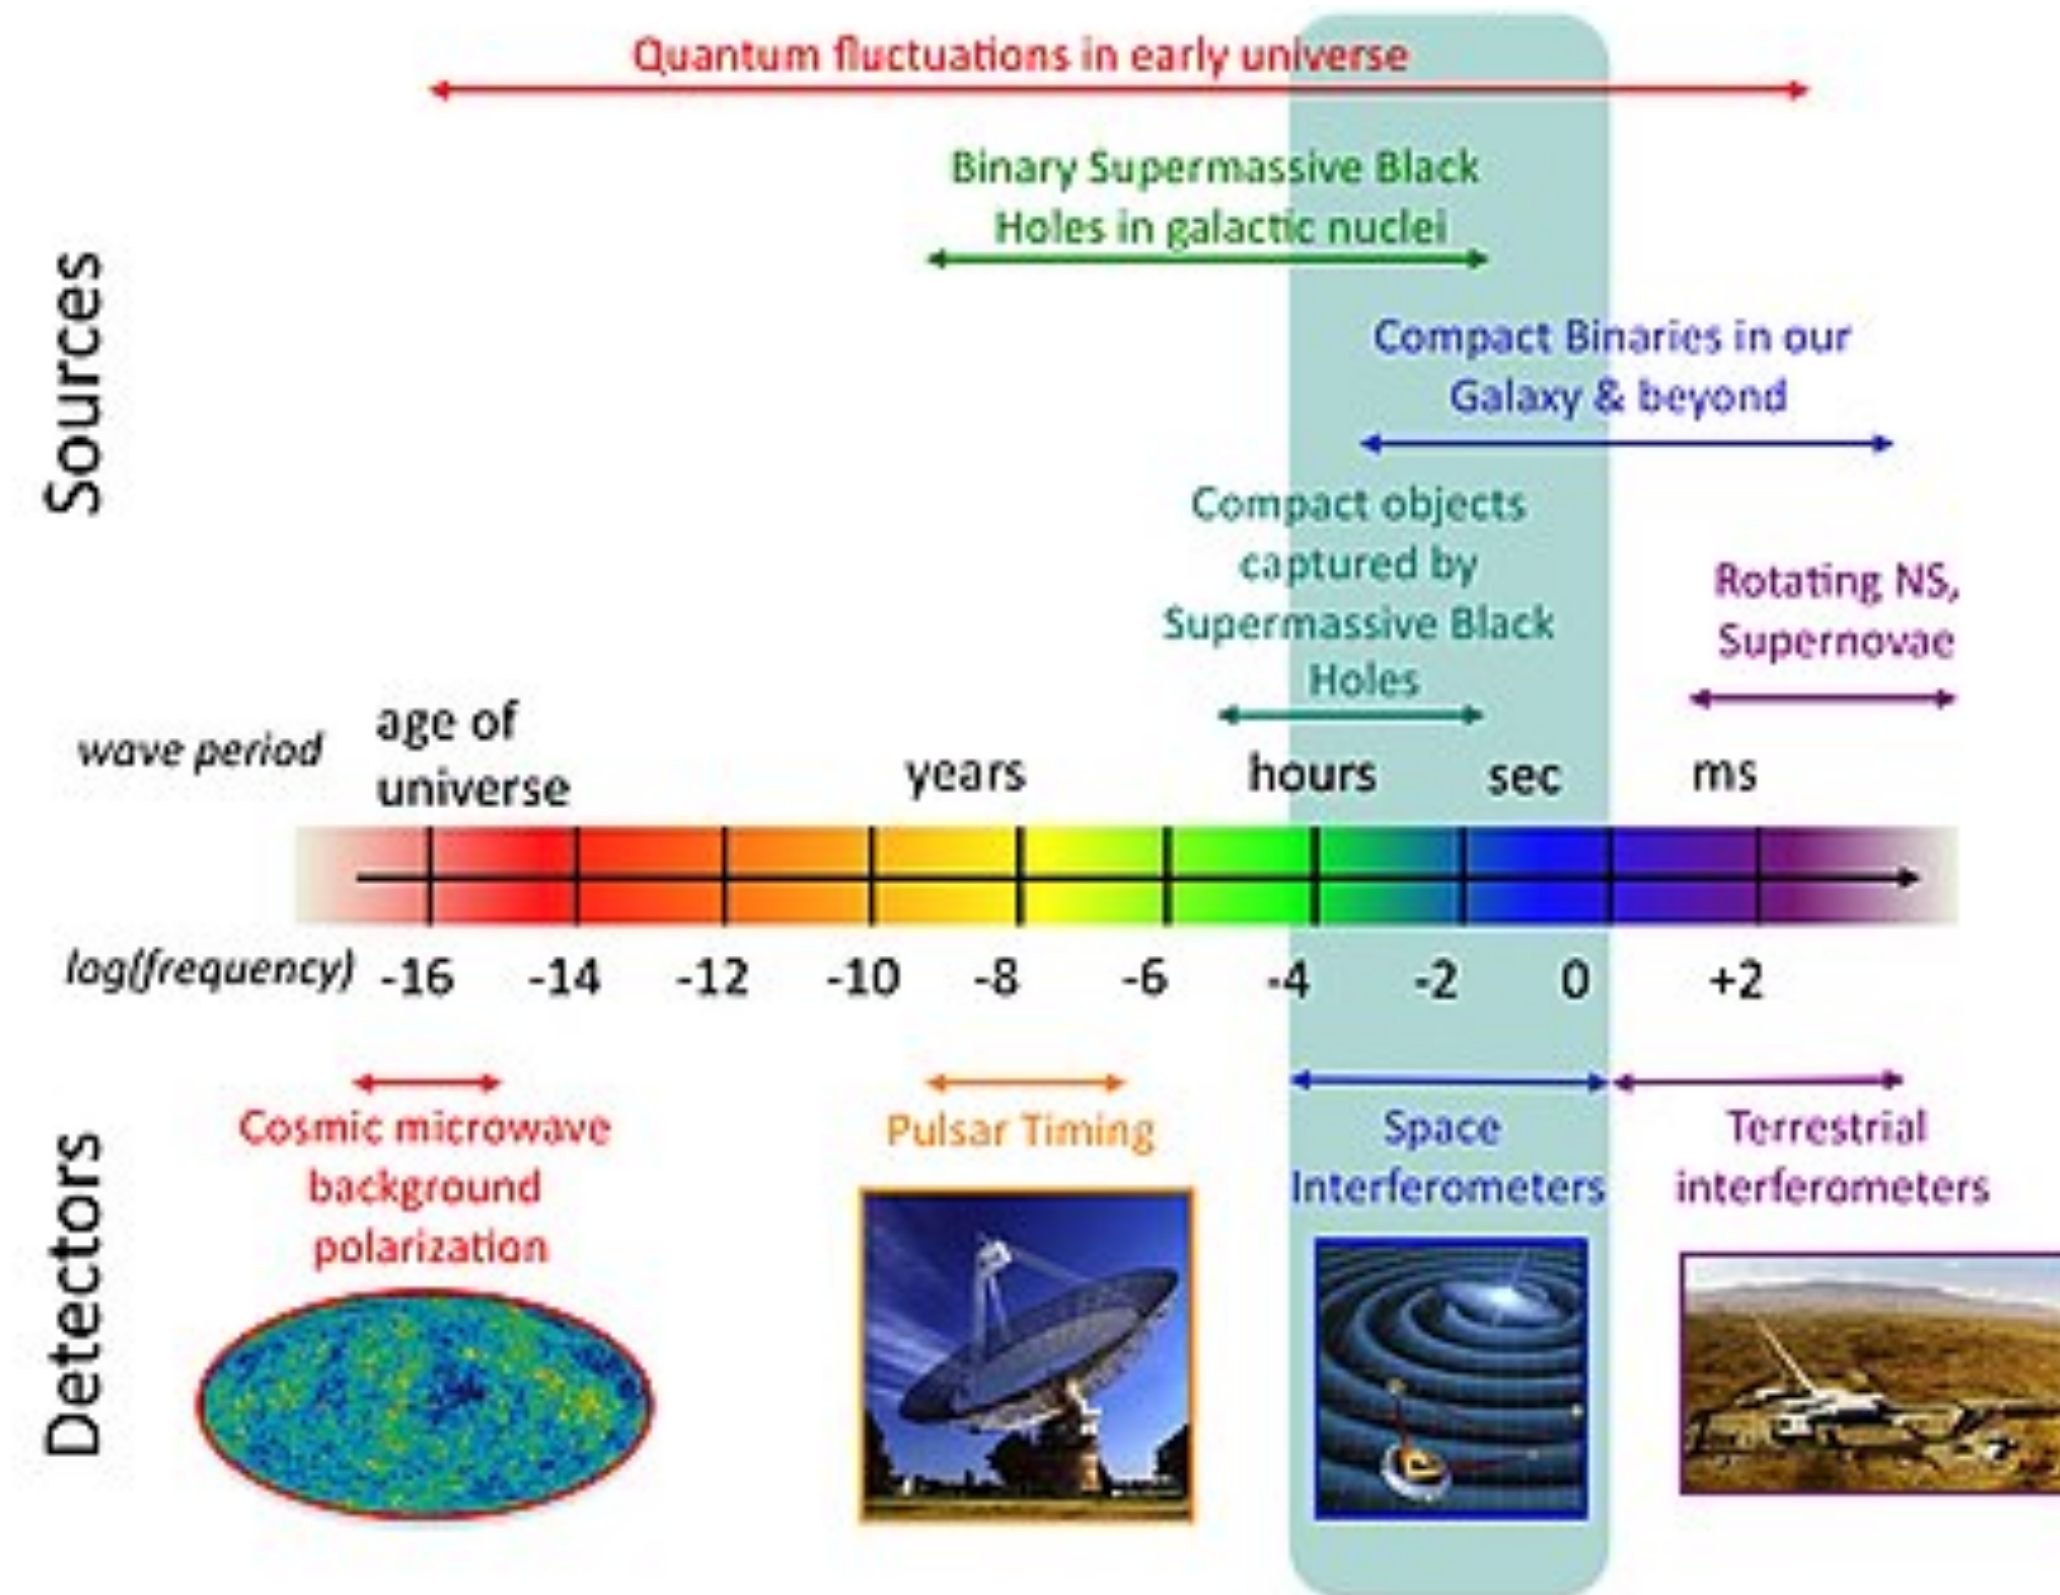 Quantum fluctuations in early universe
Binary Supermassive Black
Holes in galactic nuclei
Compact Binaries in our
Galaxy & beyond
Compact objects
captured by
Supermassive Black
Holes
Rotating NS,
Supernovae
Sources
wave period
age of
universe
years
hours
sec
ms
log(frequency) -16 -14 -12 -10 -8 -6 -4 -2 0 +2
Detectors
Cosmic microwave
background
polarization
Pulsar Timing
Space
Interferometers
Terrestrial
interferometers